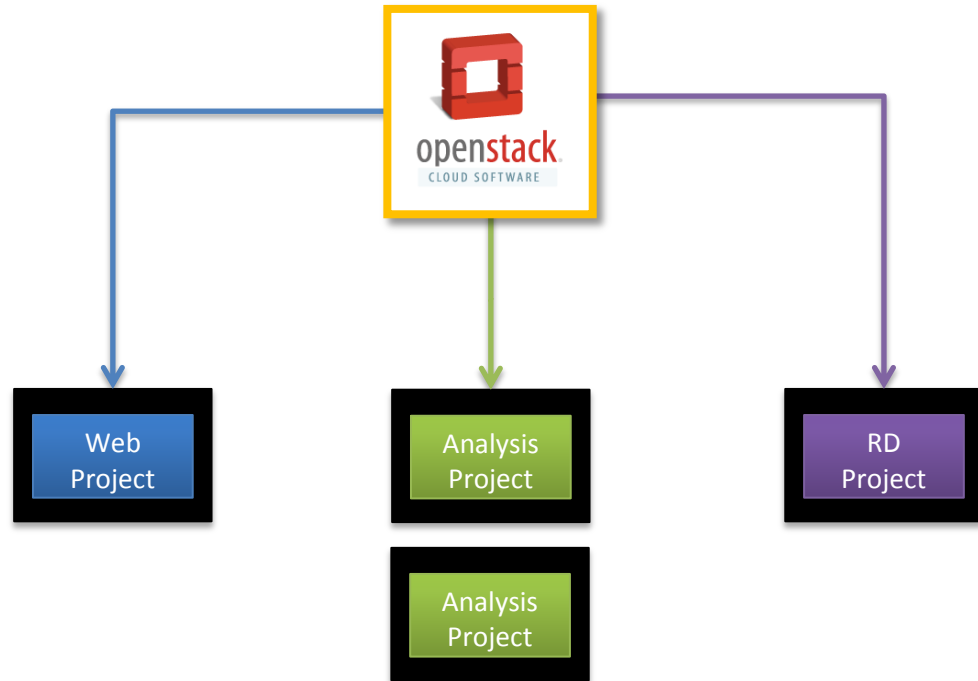 openstack.
CLOUD SOFTWARE
Web
Project
Analysis
Project
RD
Project
Analysis
Project